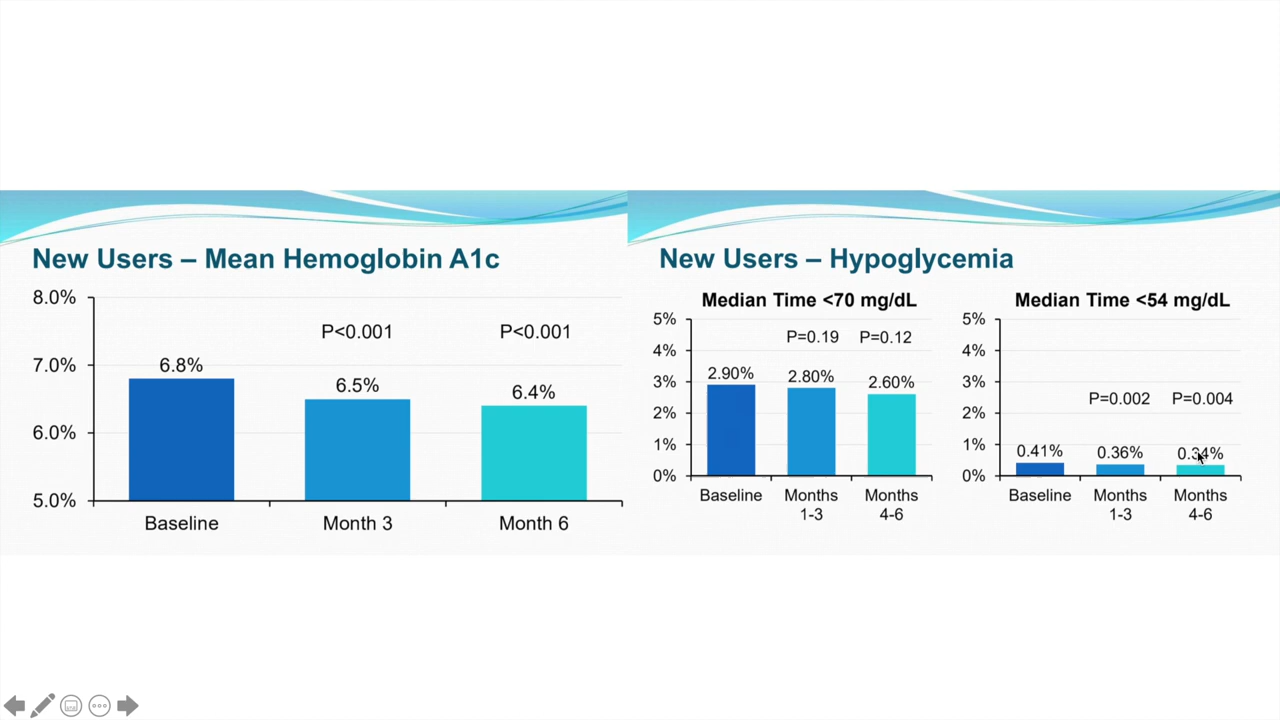 New Users – Mean Hemoglobin A1c
8.0%
P<0.001 P<0.001
7.0%
6.8%
6.5%
6.4%
6.0%
5.0%
Baseline Month 3 Month 6
New Users – Hypoglycemia
Median Time <70 mg/dL
5%
P=0.19 P=0.12
4%
2.90% 2.80% 2.60%
3%
2%
1%
0%
Baseline Months 1-3 Months 4-6
Median Time <54 mg/dL
5%
4%
3%
P=0.002 P=0.004
2%
1%
0.41% 0.36% 0.34%
0%
Baseline Months 1-3 Months 4-6